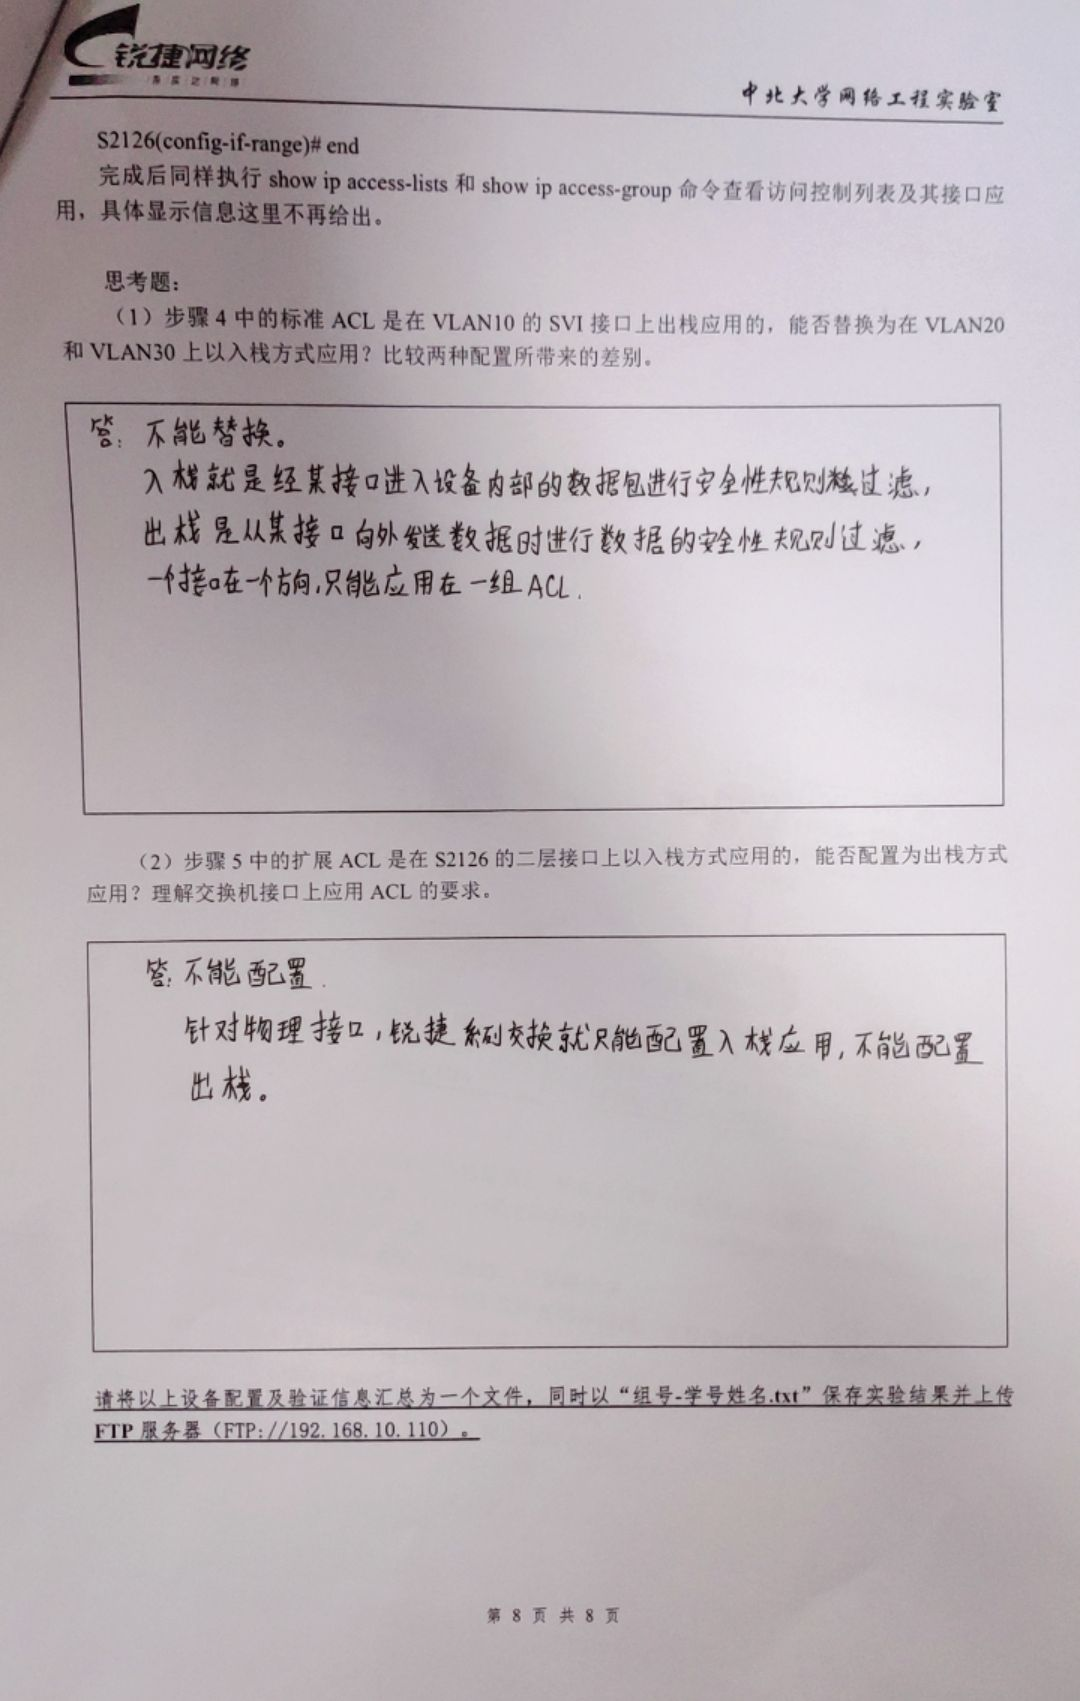 锐捷网络
中北大学网络工程实验室
S2126(config-if-range)# end
完成后同样执行 show ip access-lists 和 show ip access-group 命令查看访问控制列表及其接口应
用，具体显示信息这里不再给出。
思考题：
（1）步骤 4 中的标准 ACL 是在 VLAN10 的 SVI 接口上出栈应用的，能否替换为在 VLAN20
和 VLAN30 上以入栈方式应用？比较两种配置所带来的差别。
答：不能替换。
入栈就是经某接口进入设备内部的数据包进行安全性规则过滤，
出栈是从某接口向外发送数据时进行数据的安全性规则过滤，
一个接口在一个方向，只能应用在一组ACL.
（2）步骤 5 中的扩展 ACL 是在 S2126 的二层接口上以入栈方式应用的，能否配置为出栈方式
应用？理解交换机接口上应用 ACL 的要求。
答：不能配置.
针对物理接口，锐捷系列交换就只能配置入栈应用，不能配置
出栈。
请将以上设备配置及验证信息汇总为一个文件，同时以“组号-学号姓名.txt”保存实验结果并上传
FTP 服务器（FTP://192.168.10.110）。
第 8 页 共 8 页